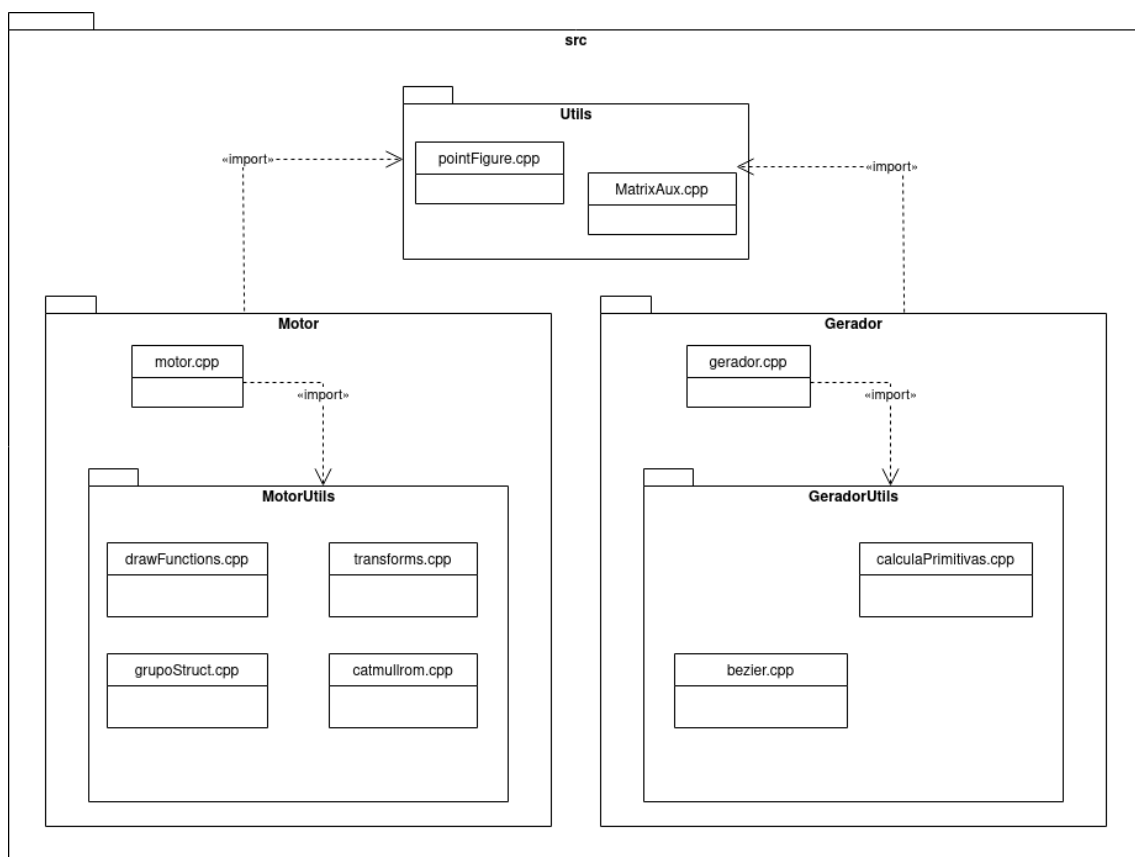 src
Utils
pointFigure.cpp
MatrixAux.cpp
«import»
«import»
Motor
motor.cpp
«import»
MotorUtils
drawFunctions.cpp
transforms.cpp
grupoStruct.cpp
catmullrom.cpp
Gerador
gerador.cpp
«import»
GeradorUtils
calculaPrimitivas.cpp
bezier.cpp